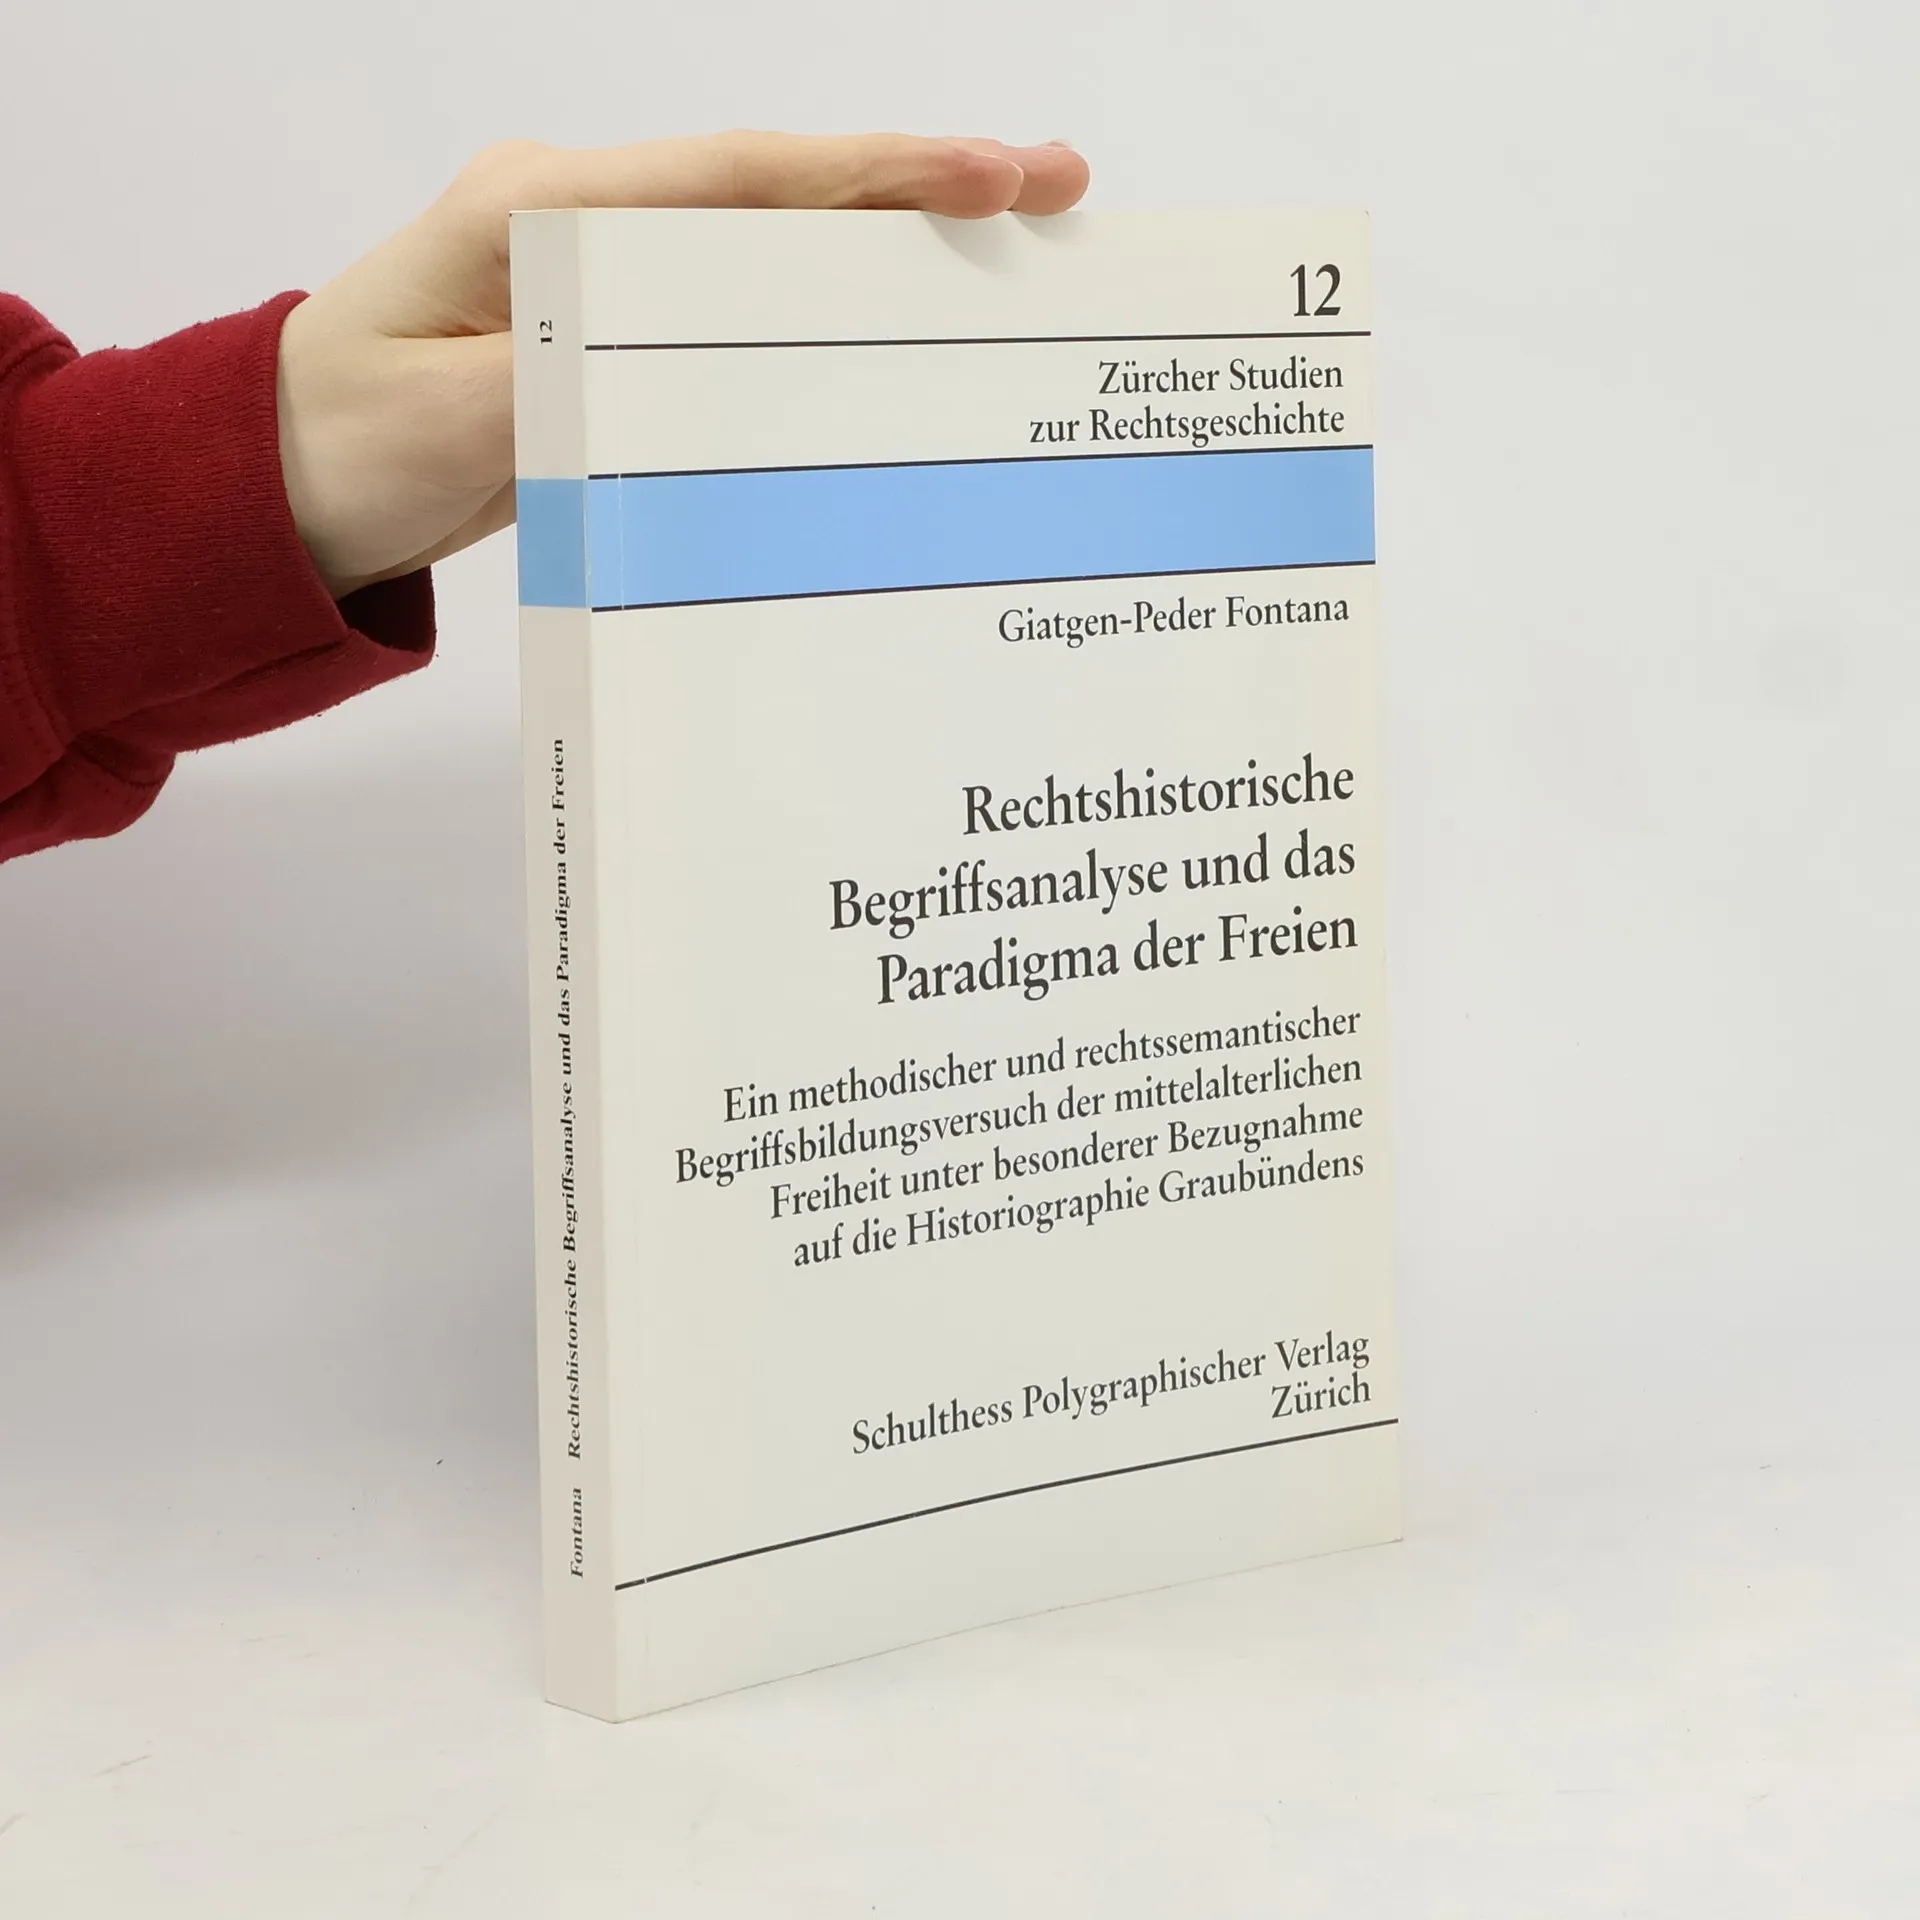 12
Zürcher Studien
zur Rechtsgeschichte
Giatgen-Peder Fontana
Rechtshistorische
Begriffsanalyse und das
Paradigma der Freien
Ein methodischer und rechtssemantischer
Begriffsbildungsversuch der mittelalterlichen
Freiheit unter besonderer Bezugnahme
auf die Historiographie Graubündens
Schulthess Polygraphischer Verlag
Zürich
Fontana Rechtshistorische Begriffsanalyse und das Paradigma der Freien 12